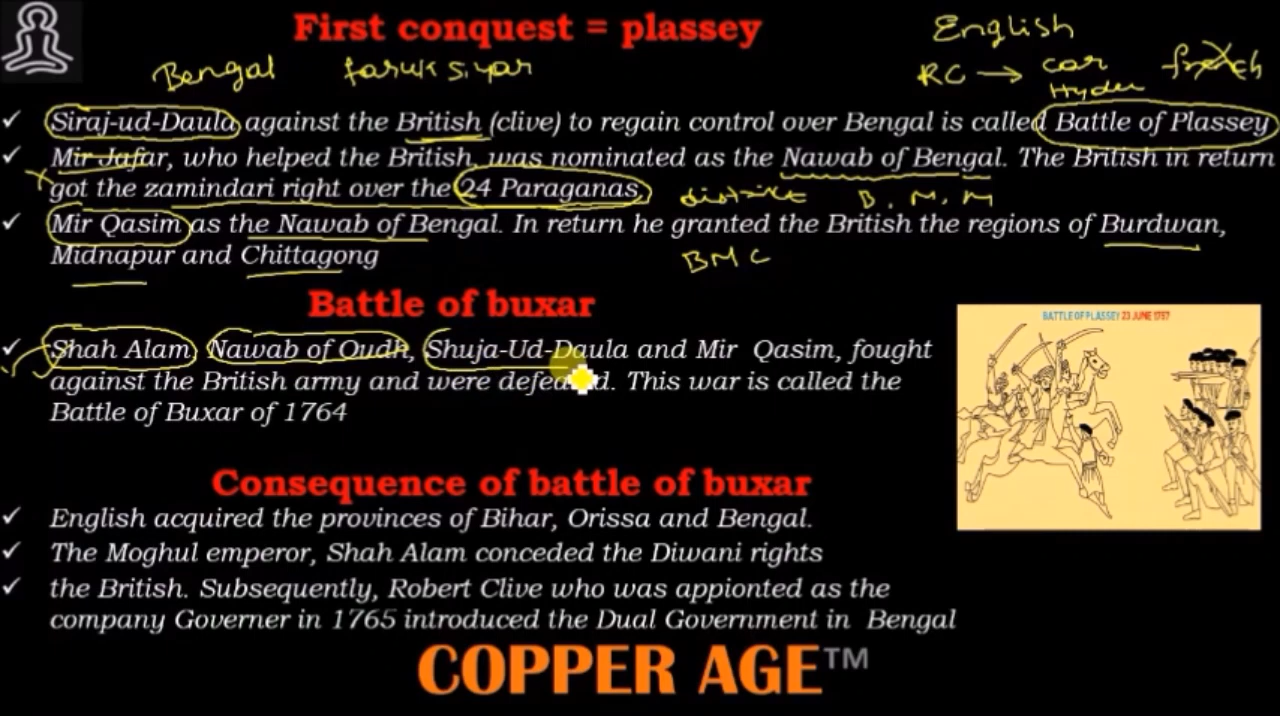 First conquest = plassey
English
Bengal faruk siyar
RC → car french
Hyder
✓ Siraj-ud-Daula against the British (clive) to regain control over Bengal is called Battle of Plassey
✓ Mir Jafar, who helped the British, was nominated as the Nawab of Bengal. The British in return
got the zamindari right over the 24 Paraganas,
B. M. M
✓ Mir Qasim as the Nawab of Bengal. In return he granted the British the regions of Burdwan,
Midnapur and Chittagong
BMC
Battle of buxar
BATTLE OF PLASSEY 23 JUNE 1757
✓ Shah Alam, Nawab of Oudh, Shuja-Ud-Daula and Mir Qasim, fought
against the British army and were defeated. This war is called the
Battle of Buxar of 1764
Consequence of battle of buxar
✓ English acquired the provinces of Bihar, Orissa and Bengal.
✓ The Moghul emperor, Shah Alam conceded the Diwani rights
✓ the British. Subsequently, Robert Clive who was appionted as the
company Governer in 1765 introduced the Dual Government in Bengal
COPPER AGE™